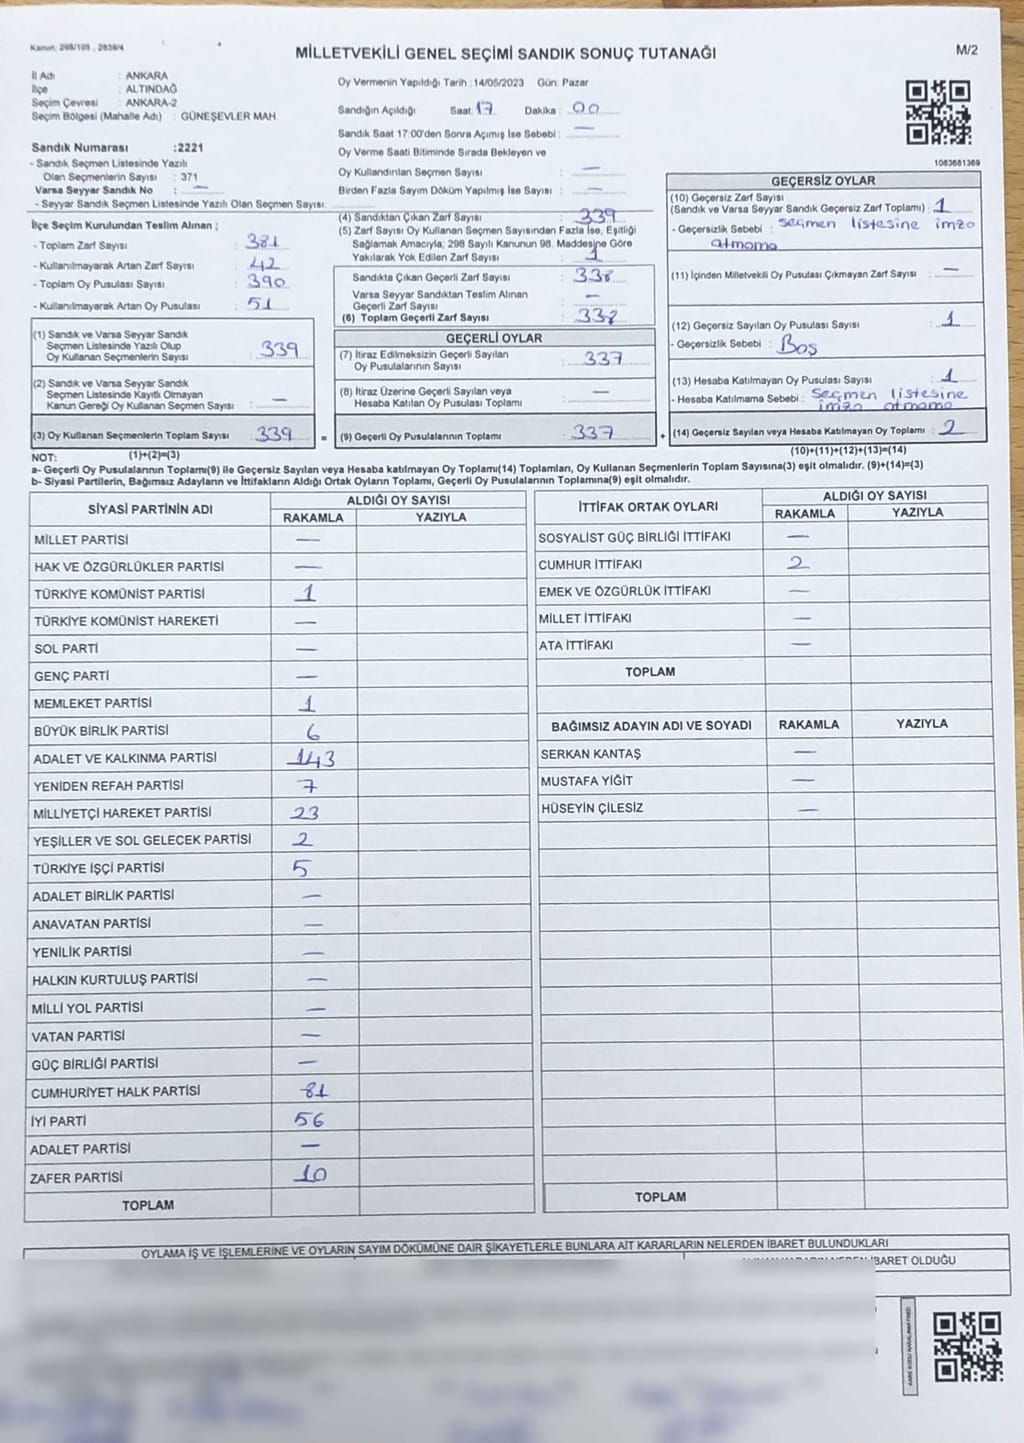 Kanun: 298/105 , 2839/4
MİLLETVEKİLİ GENEL SEÇİMİ SANDIK SONUÇ TUTANAĞI
M/2
İl Adı : ANKARA
İlçe : ALTINDAĞ
Seçim Çevresi : ANKARA-2
Seçim Bölgesi (Mahalle Adı) : GÜNEŞEVLER MAH.
Oy Vermenin Yapıldığı Tarih : 14/05/2023 Gün: Pazar
Sandığın Açıldığı Saat: 17 Dakika : 00
Sandık Saat 17:00'den Sonra Açımış İse Sebebi : —
Oy Verme Saati Bitiminde Sırada Bekleyen ve
Oy Kullandırılan Seçmen Sayısı : —
Birden Fazla Sayım Döküm Yapılmış İse Sayısı : —
1063681369
Sandık Numarası :2221
- Sandık Seçmen Listesinde Yazılı
Olan Seçmenlerin Sayısı : 371
Varsa Seyyar Sandık No : —
- Seyyar Sandık Seçmen Listesinde Yazılı Olan Seçmen Sayısı:
İlçe Seçim Kurulundan Teslim Alınan ;
- Toplam Zarf Sayısı : 381
- Kullanılmayarak Artan Zarf Sayısı : 42
- Toplam Oy Pusulası Sayısı : 390
- Kullanılmayarak Artan Oy Pusulası : 51
(1) Sandık ve Varsa Seyyar Sandık
Seçmen Listesinde Yazılı Olup
Oy Kullanan Seçmenlerin Sayısı : 339
(2) Sandık ve Varsa Seyyar Sandık
Seçmen Listesinde Kayıtlı Olmayan
Kanun Gereği Oy Kullanan Seçmen Sayısı : —
(3) Oy Kullanan Seçmenlerin Toplam Sayısı : 339
(4) Sandıktan Çıkan Zarf Sayısı : 339
(5) Zarf Sayısı Oy Kullanan Seçmen Sayısından Fazla İse, Eşitliği
Sağlamak Amacıyla, 298 Sayılı Kanunun 98. Maddesine Göre
Yakılarak Yok Edilen Zarf Sayısı : 1
Sandıkta Çıkan Geçerli Zarf Sayısı : 338
Varsa Seyyar Sandıktan Teslim Alınan
Geçerli Zarf Sayısı : —
(6) Toplam Geçerli Zarf Sayısı : 338
GEÇERLİ OYLAR
(7) İtiraz Edilmeksizin Geçerli Sayılan
Oy Pusulalarının Sayısı : 337
(8) İtiraz Üzerine Geçerli Sayılan veya
Hesaba Katılan Oy Pusulası Toplamı : —
= (9) Geçerli Oy Pusulalarının Toplamı : 337
GEÇERSİZ OYLAR
(10) Geçersiz Zarf Sayısı
(Sandık ve Varsa Seyyar Sandık Geçersiz Zarf Toplamı) : 1
- Geçersizlik Sebebi : seçmen listesine imza
atmama
(11) İçinden Milletvekili Oy Pusulası Çıkmayan Zarf Sayısı : —
(12) Geçersiz Sayılan Oy Pusulası Sayısı : 1
- Geçersizlik Sebebi : Boş
(13) Hesaba Katılmayan Oy Pusulası Sayısı : 1
- Hesaba Katılmama Sebebi : seçmen listesine
imza atmama
+ (14) Geçersiz Sayılan veya Hesaba Katılmayan Oy Toplamı : 2
NOT: (1)+(2)=(3)
(10)+(11)+(12)+(13)=(14)
a- Geçerli Oy Pusulalarının Toplamı(9) ile Geçersiz Sayılan veya Hesaba katılmayan Oy Toplamı(14) Toplamları, Oy Kullanan Seçmenlerin Toplam Sayısına(3) eşit olmalıdır. (9)+(14)=(3)
b- Siyasi Partilerin, Bağımsız Adayların ve İttifakların Aldığı Ortak Oyların Toplamı, Geçerli Oy Pusulalarının Toplamına(9) eşit olmalıdır.
SİYASİ PARTİNİN ADI
ALDIĞI OY SAYISI
RAKAMLA YAZIYLA
MİLLET PARTİSİ —
HAK VE ÖZGÜRLÜKLER PARTİSİ —
TÜRKİYE KOMÜNİST PARTİSİ 1
TÜRKİYE KOMÜNİST HAREKETİ —
SOL PARTİ —
GENÇ PARTİ —
MEMLEKET PARTİSİ 1
BÜYÜK BİRLİK PARTİSİ 6
ADALET VE KALKINMA PARTİSİ 143
YENİDEN REFAH PARTİSİ 7
MİLLİYETÇİ HAREKET PARTİSİ 23
YEŞİLLER VE SOL GELECEK PARTİSİ 2
TÜRKİYE İŞÇİ PARTİSİ 5
ADALET BİRLİK PARTİSİ —
ANAVATAN PARTİSİ —
YENİLİK PARTİSİ —
HALKIN KURTULUŞ PARTİSİ —
MİLLİ YOL PARTİSİ —
VATAN PARTİSİ —
GÜÇ BİRLİĞİ PARTİSİ —
CUMHURİYET HALK PARTİSİ 81
İYİ PARTİ 56
ADALET PARTİSİ —
ZAFER PARTİSİ 10
TOPLAM
İTTİFAK ORTAK OYLARI
ALDIĞI OY SAYISI
RAKAMLA YAZIYLA
SOSYALİST GÜÇ BİRLİĞİ İTTİFAKI —
CUMHUR İTTİFAKI 2
EMEK VE ÖZGÜRLÜK İTTİFAKI —
MİLLET İTTİFAKI —
ATA İTTİFAKI —
TOPLAM
BAĞIMSIZ ADAYIN ADI VE SOYADI RAKAMLA YAZIYLA
SERKAN KANTAŞ —
MUSTAFA YİĞİT —
HÜSEYİN ÇİLESİZ —
TOPLAM
OYLAMA İŞ VE İŞLEMLERİNE VE OYLARIN SAYIM DÖKÜMÜNE DAİR ŞİKAYETLERLE BUNLARA AİT KARARLARIN NELERDEN İBARET BULUNDUKLARI
İBARET OLDUĞU